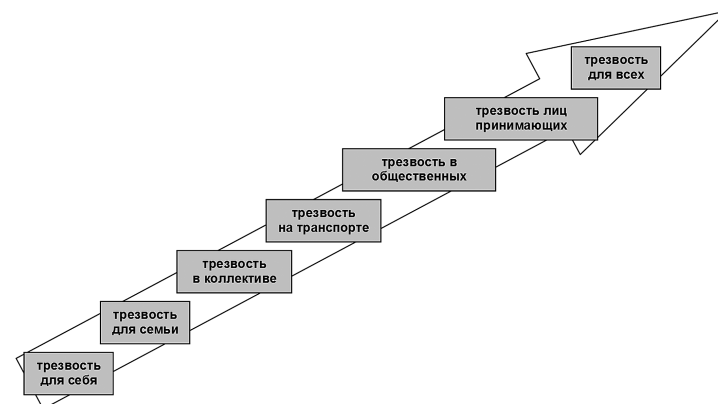 трезвость
для всех
трезвость лиц
принимающих
трезвость в
общественных
трезвость
на транспорте
трезвость
в коллективе
трезвость
для семьи
трезвость
для себя